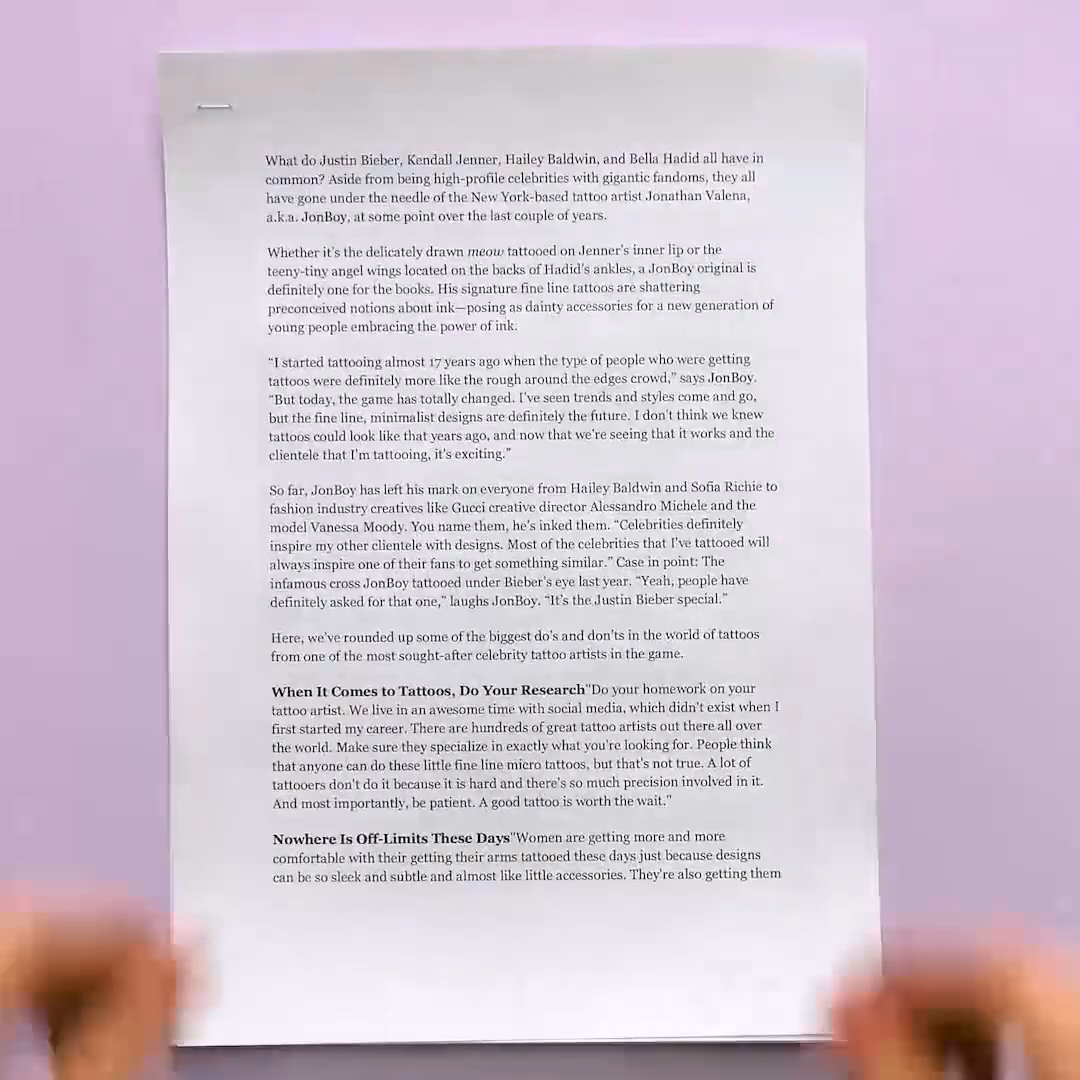 What do Justin Bieber, Kendall Jenner, Hailey Baldwin, and Bella Hadid all have in
common? Aside from being high-profile celebrities with gigantic fandoms, they all
have gone under the needle of the New York-based tattoo artist Jonathan Valena,
a.k.a. JonBoy, at some point over the last couple of years.
Whether it's the delicately drawn meow tattooed on Jenner's inner lip or the
teeny-tiny angel wings located on the backs of Hadid's ankles, a JonBoy original is
definitely one for the books. His signature fine line tattoos are shattering
preconceived notions about ink—posing as dainty accessories for a new generation of
young people embracing the power of ink.
“I started tattooing almost 17 years ago when the type of people who were getting
tattoos were definitely more like the rough around the edges crowd,” says JonBoy.
“But today, the game has totally changed. I've seen trends and styles come and go,
but the fine line, minimalist designs are definitely the future. I don't think we knew
tattoos could look like that years ago, and now that we're seeing that it works and the
clientele that I'm tattooing, it's exciting.”
So far, JonBoy has left his mark on everyone from Hailey Baldwin and Sofia Richie to
fashion industry creatives like Gucci creative director Alessandro Michele and the
model Vanessa Moody. You name them, he's inked them. “Celebrities definitely
inspire my other clientele with designs. Most of the celebrities that I've tattooed will
always inspire one of their fans to get something similar.” Case in point: The
infamous cross JonBoy tattooed under Bieber's eye last year. “Yeah, people have
definitely asked for that one,” laughs JonBoy. “It's the Justin Bieber special.”
Here, we've rounded up some of the biggest do's and don'ts in the world of tattoos
from one of the most sought-after celebrity tattoo artists in the game.
When It Comes to Tattoos, Do Your Research"Do your homework on your
tattoo artist. We live in an awesome time with social media, which didn't exist when I
first started my career. There are hundreds of great tattoo artists out there all over
the world. Make sure they specialize in exactly what you're looking for. People think
that anyone can do these little fine line micro tattoos, but that's not true. A lot of
tattooers don't do it because it is hard and there's so much precision involved in it.
And most importantly, be patient. A good tattoo is worth the wait."
Nowhere Is Off-Limits These Days"Women are getting more and more
comfortable with their getting their arms tattooed these days just because designs
can be so sleek and subtle and almost like little accessories. They're also getting them